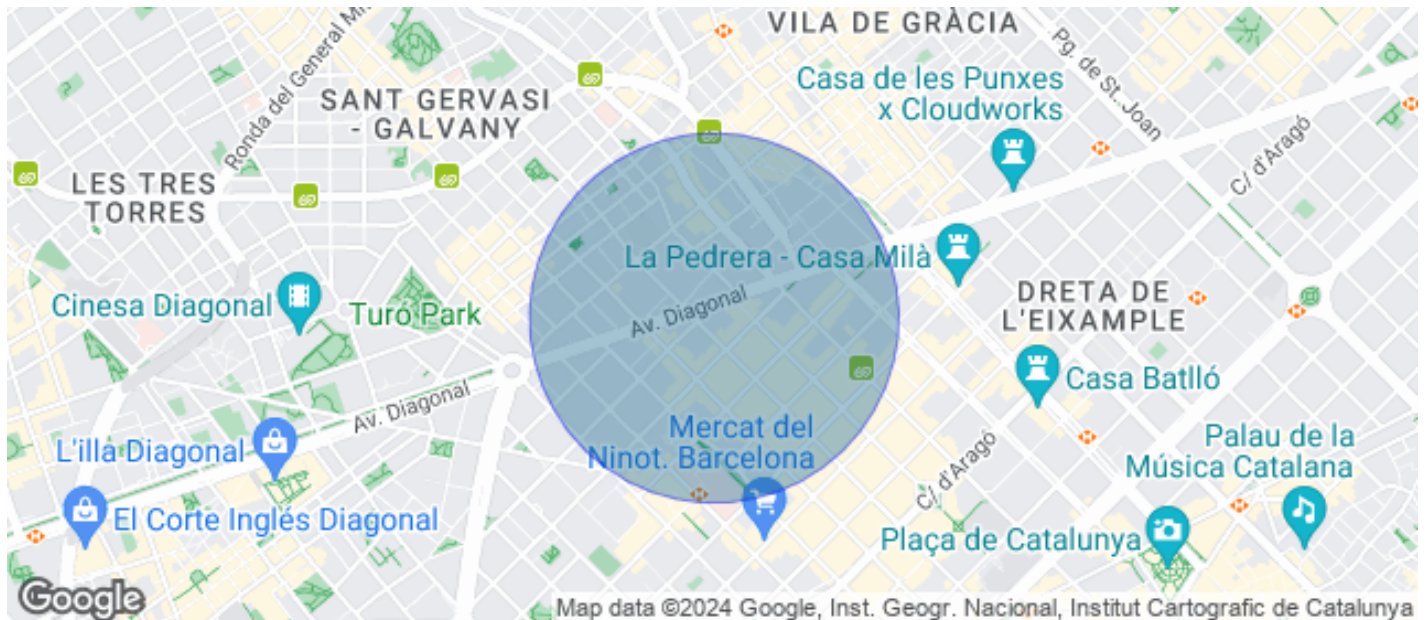 VILA DE GRÀCIA
Ronda del General Mi
SANT GERVASI
- GALVANY
Casa de les Punxes
x Cloudworks
Pg. de St. Joan
C/ d'Aragó
LES TRES
TORRES
La Pedrera - Casa Milà
Cinesa Diagonal
Turó Park
Av. Diagonal
DRETA DE
L'EIXAMPLE
Casa Batlló
Av. Diagonal
Mercat del
Ninot. Barcelona
L'illa Diagonal
C/ d'Aragó
Palau de la
Música Catalana
El Corte Inglés Diagonal
Plaça de Catalunya
Google
Map data ©2024 Google, Inst. Geogr. Nacional, Institut Cartografic de Catalunya